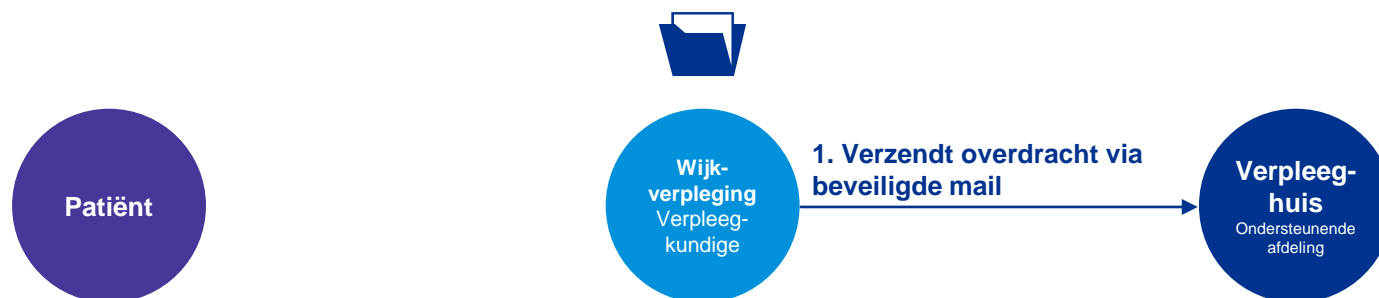 Patiënt
Wijk-
verpleging
Verpleeg-
kundige
1. Verzendt overdracht via
beveiligde mail
Verpleeg-
huis
Ondersteunende
afdeling